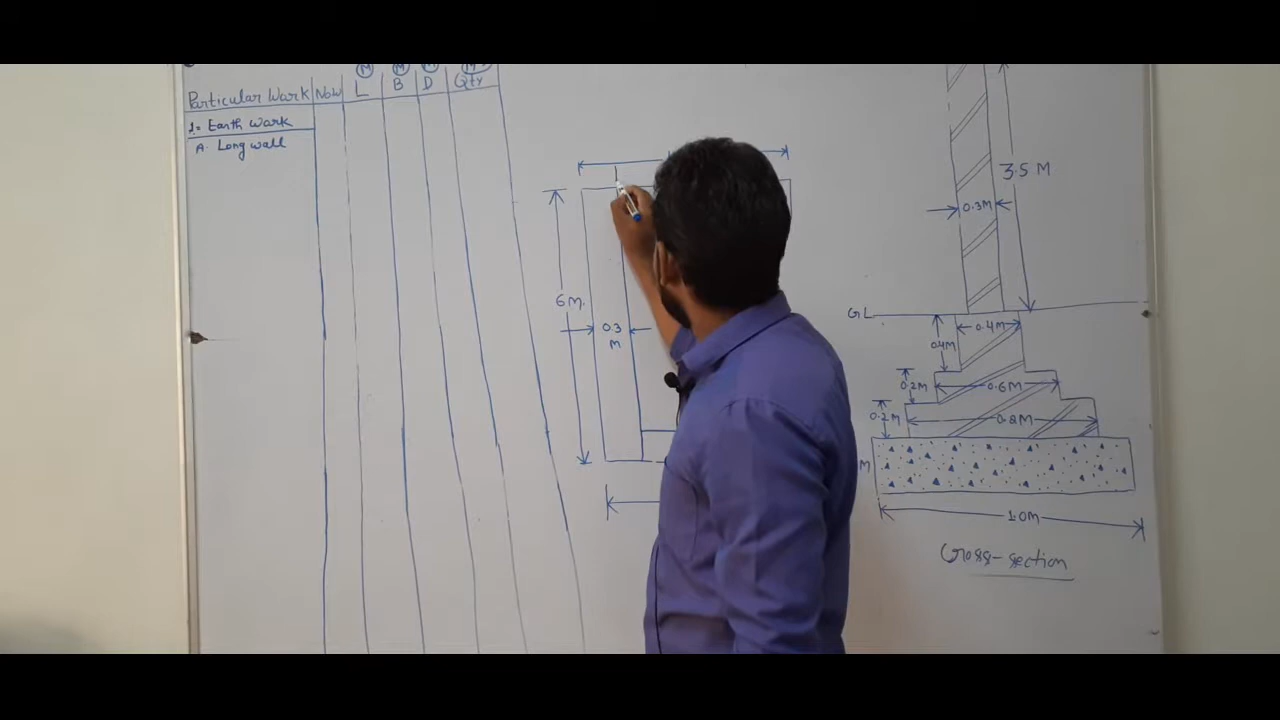 Particular Work No's L B D Qty
M M M
1= Earth Work
A. Long wall
6M.
0.3
M
3.5 M
0.3M
GL
0.4M
0.4M
0.2M
0.6M
0.2M
0.8M
M
1.0M
Cross-section